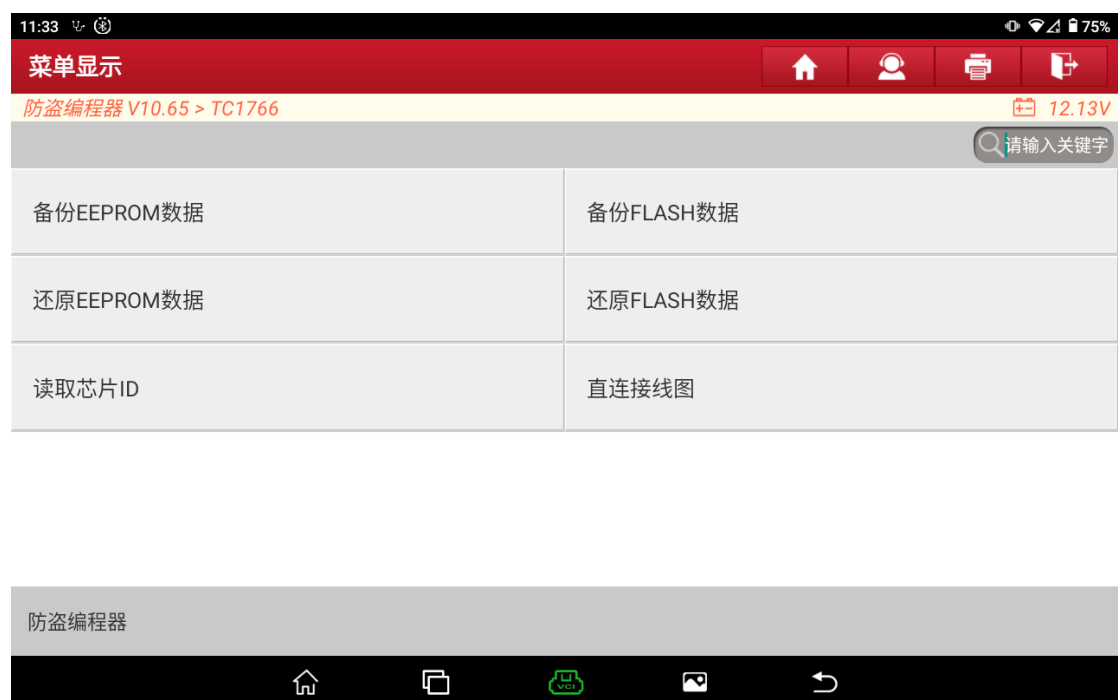 11:33 75%
菜单显示
防盗编程器 V10.65 > TC1766 12.13V
请输入关键字
备份EEPROM数据 备份FLASH数据
还原EEPROM数据 还原FLASH数据
读取芯片ID 直连接线图
防盗编程器
VCI